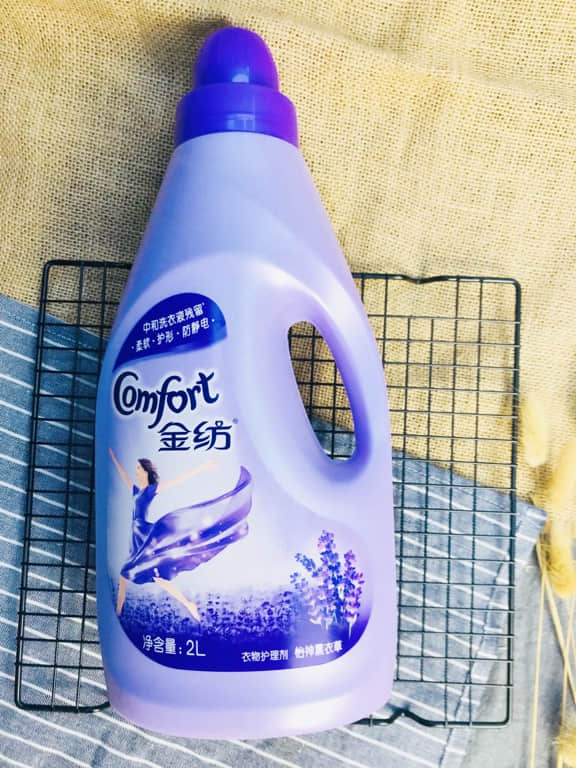 中和洗衣液残留*
·柔软·护形·防静电·
Comfort
金纺®
净含量:2L
衣物护理剂 怡神薰衣草